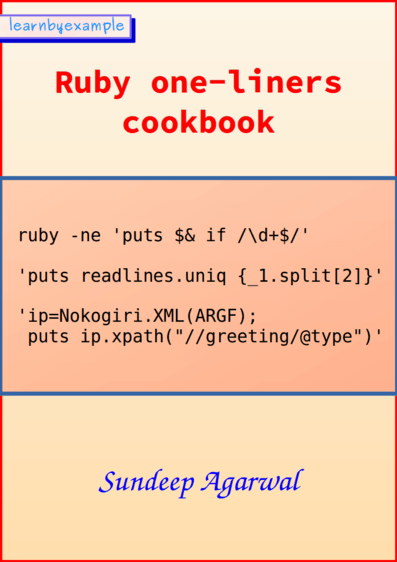 learnbyexample
Ruby one-liners
cookbook
ruby -ne 'puts $& if /\d+$/'
'puts readlines.uniq {_1.split[2]}'
'ip=Nokogiri.XML(ARGF);
puts ip.xpath("//greeting/@type")'
Sundeep Agarwal